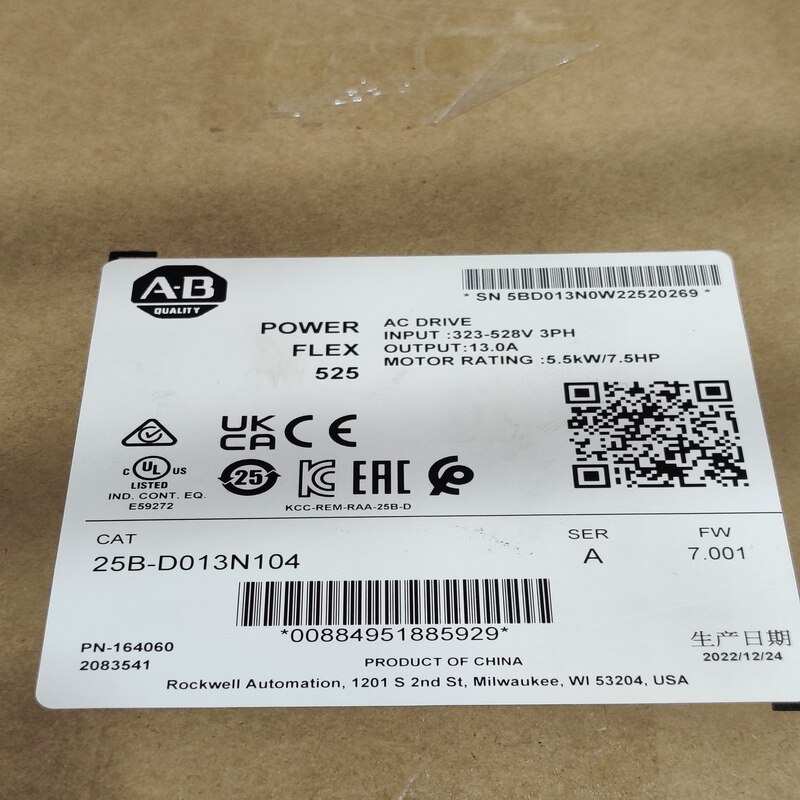 A-B
QUALITY
* SN 5BD013N0W22520269 *
POWER
FLEX
525
AC DRIVE
INPUT :323-528V 3PH
OUTPUT:13.0A
MOTOR RATING :5.5kW/7.5HP
UK
CA
CE
C UL US
LISTED
IND. CONT. EQ.
E59272
25
KC
EAC
KCC-REM-RAA-25B-D
CAT
25B-D013N104
SER
A
FW
7.001
*00884951885929*
PN-164060
2083541
PRODUCT OF CHINA
生产日期
2022/12/24
Rockwell Automation, 1201 S 2nd St, Milwaukee, WI 53204, USA